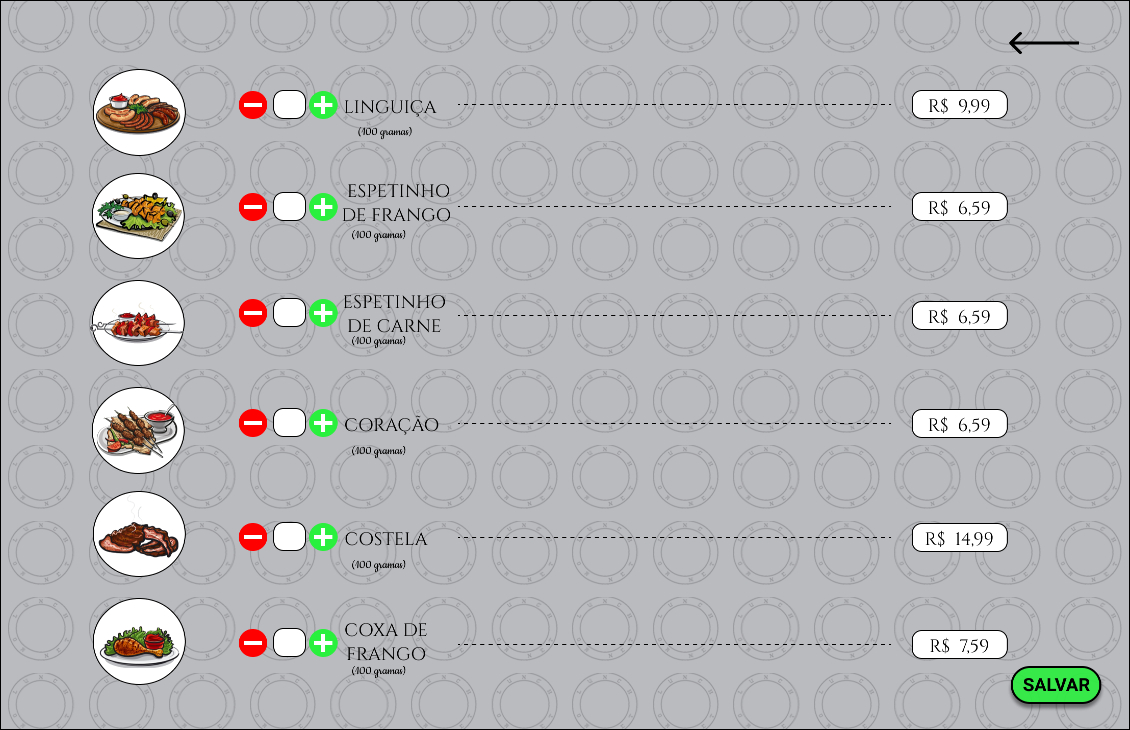 LINGUIÇA
R$ 9,99
(100 gramas)
ESPETINHO
DE FRANGO
R$ 6,59
(100 gramas)
ESPETINHO
DE CARNE
R$ 6,59
(100 gramas)
CORAÇÃO
R$ 6,59
(100 gramas)
COSTELA
R$ 14,99
(100 gramas)
COXA DE
FRANGO
R$ 7,59
(100 gramas)
SALVAR